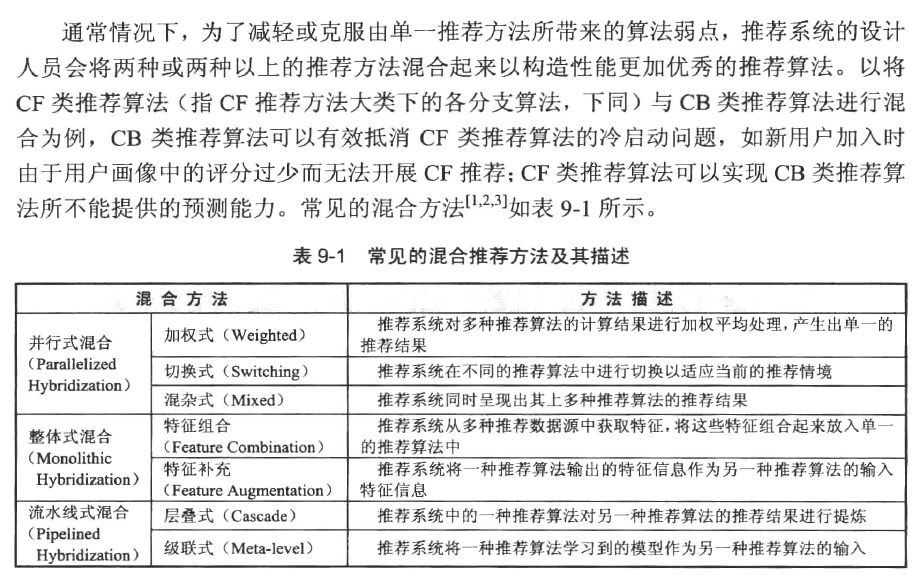 通常情况下，为了减轻或克服由单一推荐方法所带来的算法弱点，推荐系统的设计
人员会将两种或两种以上的推荐方法混合起来以构造性能更加优秀的推荐算法。以将
CF 类推荐算法（指 CF 推荐方法大类下的各分支算法，下同）与 CB 类推荐算法进行混
合为例，CB 类推荐算法可以有效抵消 CF 类推荐算法的冷启动问题，如新用户加入时
由于用户画像中的评分过少而无法开展 CF 推荐；CF 类推荐算法可以实现 CB 类推荐算
法所不能提供的预测能力。常见的混合方法[1,2,3]如表 9-1 所示。
表 9-1 常见的混合推荐方法及其描述
混 合 方 法 方 法 描 述
并行式混合
（Parallelized
Hybridization）
加权式（Weighted）
推荐系统对多种推荐算法的计算结果进行加权平均处理，产生出单一的
推荐结果
切换式（Switching）
推荐系统在不同的推荐算法中进行切换以适应当前的推荐情境
混杂式（Mixed）
推荐系统同时呈现出其上多种推荐算法的推荐结果
整体式混合
（Monolithic
Hybridization）
特征组合
（Feature Combination）
推荐系统从多种推荐数据源中获取特征，将这些特征组合起来放入单一
的推荐算法中
特征补充
（Feature Augmentation）
推荐系统将一种推荐算法输出的特征信息作为另一种推荐算法的输入
特征信息
流水线式混合
（Pipelined
Hybridization）
层叠式（Cascade）
推荐系统中的一种推荐算法对另一种推荐算法的推荐结果进行提炼
级联式（Meta-level）
推荐系统将一种推荐算法学习到的模型作为另一种推荐算法的输入